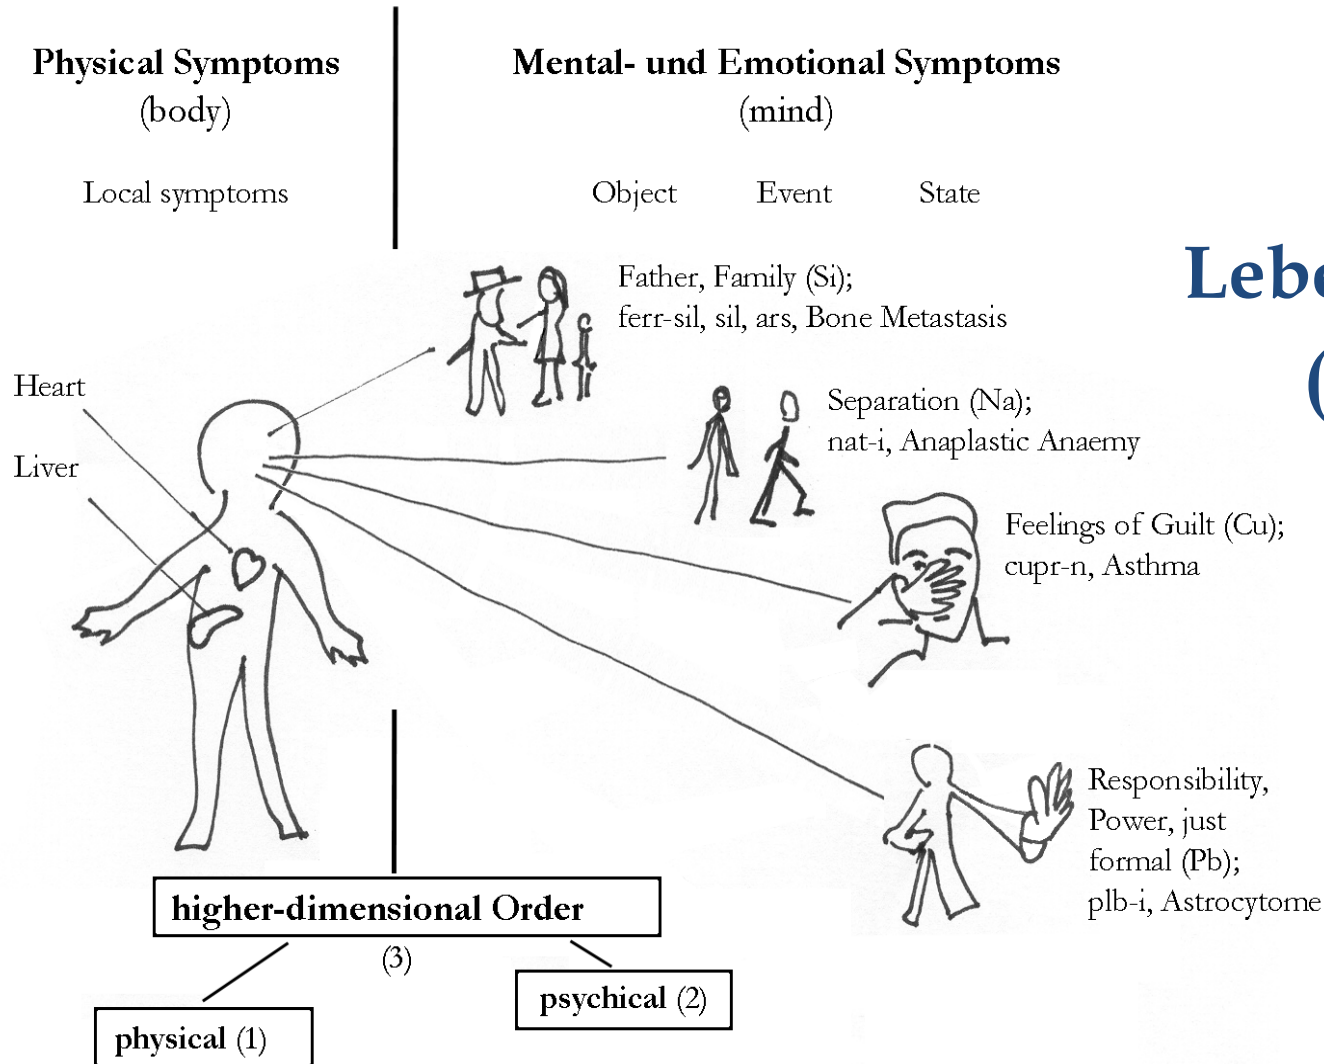 Physical Symptoms
(body)
Mental- und Emotional Symptoms
(mind)
Local symptoms
Object Event State
Father, Family (Si);
ferr-sil, sil, ars, Bone Metastasis
Heart
Liver
Separation (Na);
nat-i, Anaplastic Anaemy
Feelings of Guilt (Cu);
cupr-n, Asthma
Responsibility,
Power, just
formal (Pb);
plb-i, Astrocytome
higher-dimensional Order
(3)
physical (1)
psychical (2)